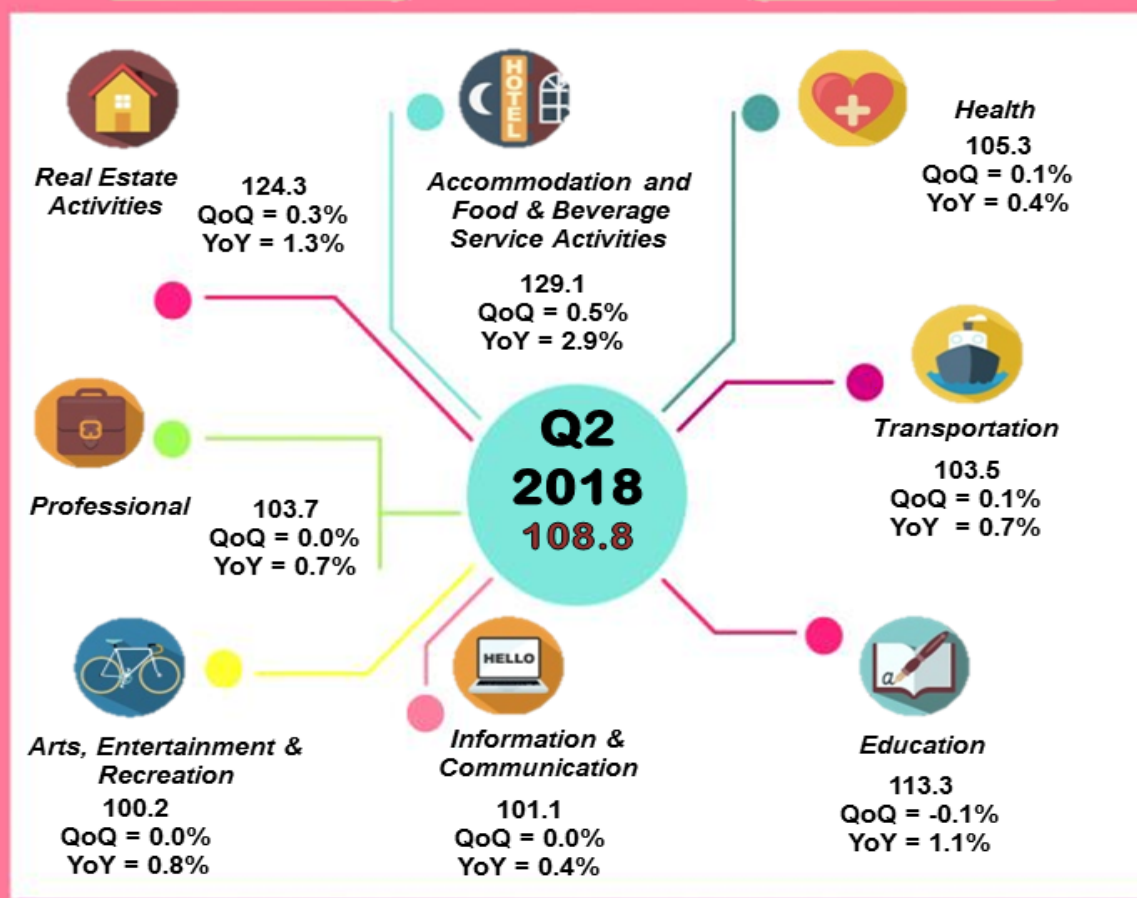 Real Estate
Activities
124.3
QoQ = 0.3%
YoY = 1.3%
HOTEL
Accommodation and
Food & Beverage
Service Activities
129.1
QoQ = 0.5%
YoY = 2.9%
Health
105.3
QoQ = 0.1%
YoY = 0.4%
Transportation
103.5
QoQ = 0.1%
YoY = 0.7%
Q2
2018
108.8
Professional
103.7
QoQ = 0.0%
YoY = 0.7%
Arts, Entertainment &
Recreation
100.2
QoQ = 0.0%
YoY = 0.8%
HELLO
Information &
Communication
101.1
QoQ = 0.0%
YoY = 0.4%
a
Education
113.3
QoQ = -0.1%
YoY = 1.1%